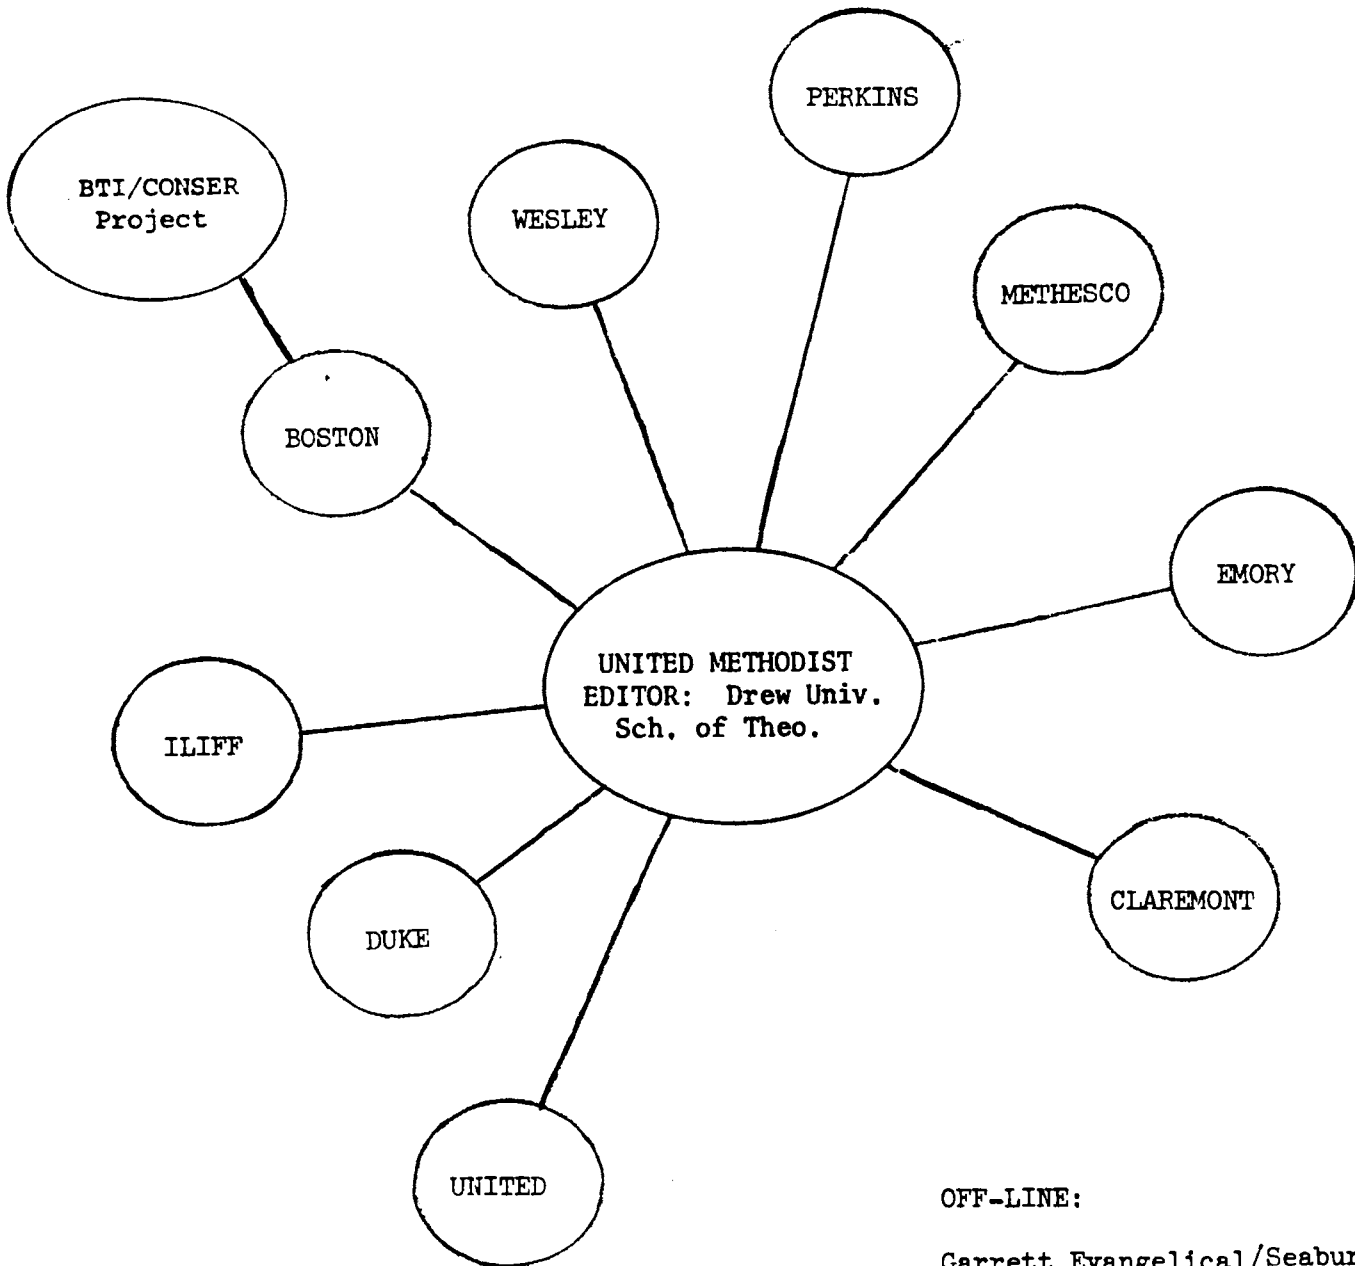 PERKINS
BTI/CONSER
Project
WESLEY
METHESCO
BOSTON
EMORY
UNITED METHODIST
EDITOR: Drew Univ.
Sch. of Theo.
ILIFF
CLAREMONT
DUKE
UNITED
OFF-LINE:
Garrett Evangelical/Seabur